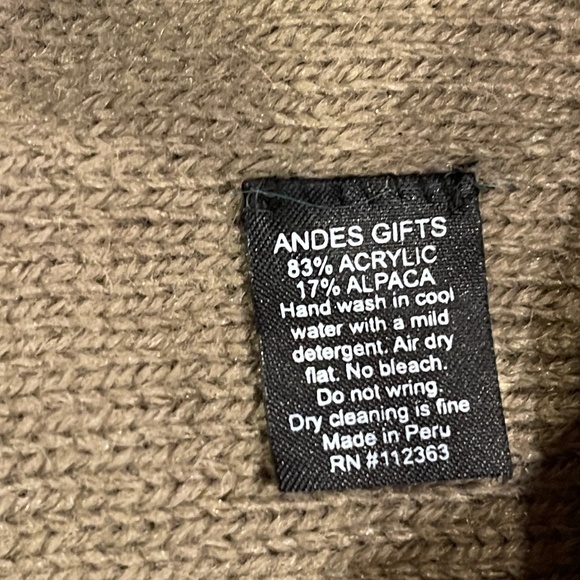 ANDES GIFTS
83% ACRYLIC
17% ALPACA
Hand wash in cool
water with a mild
detergent. Air dry
flat. No bleach.
Do not wring.
Dry cleaning is fine
Made in Peru
RN #112363